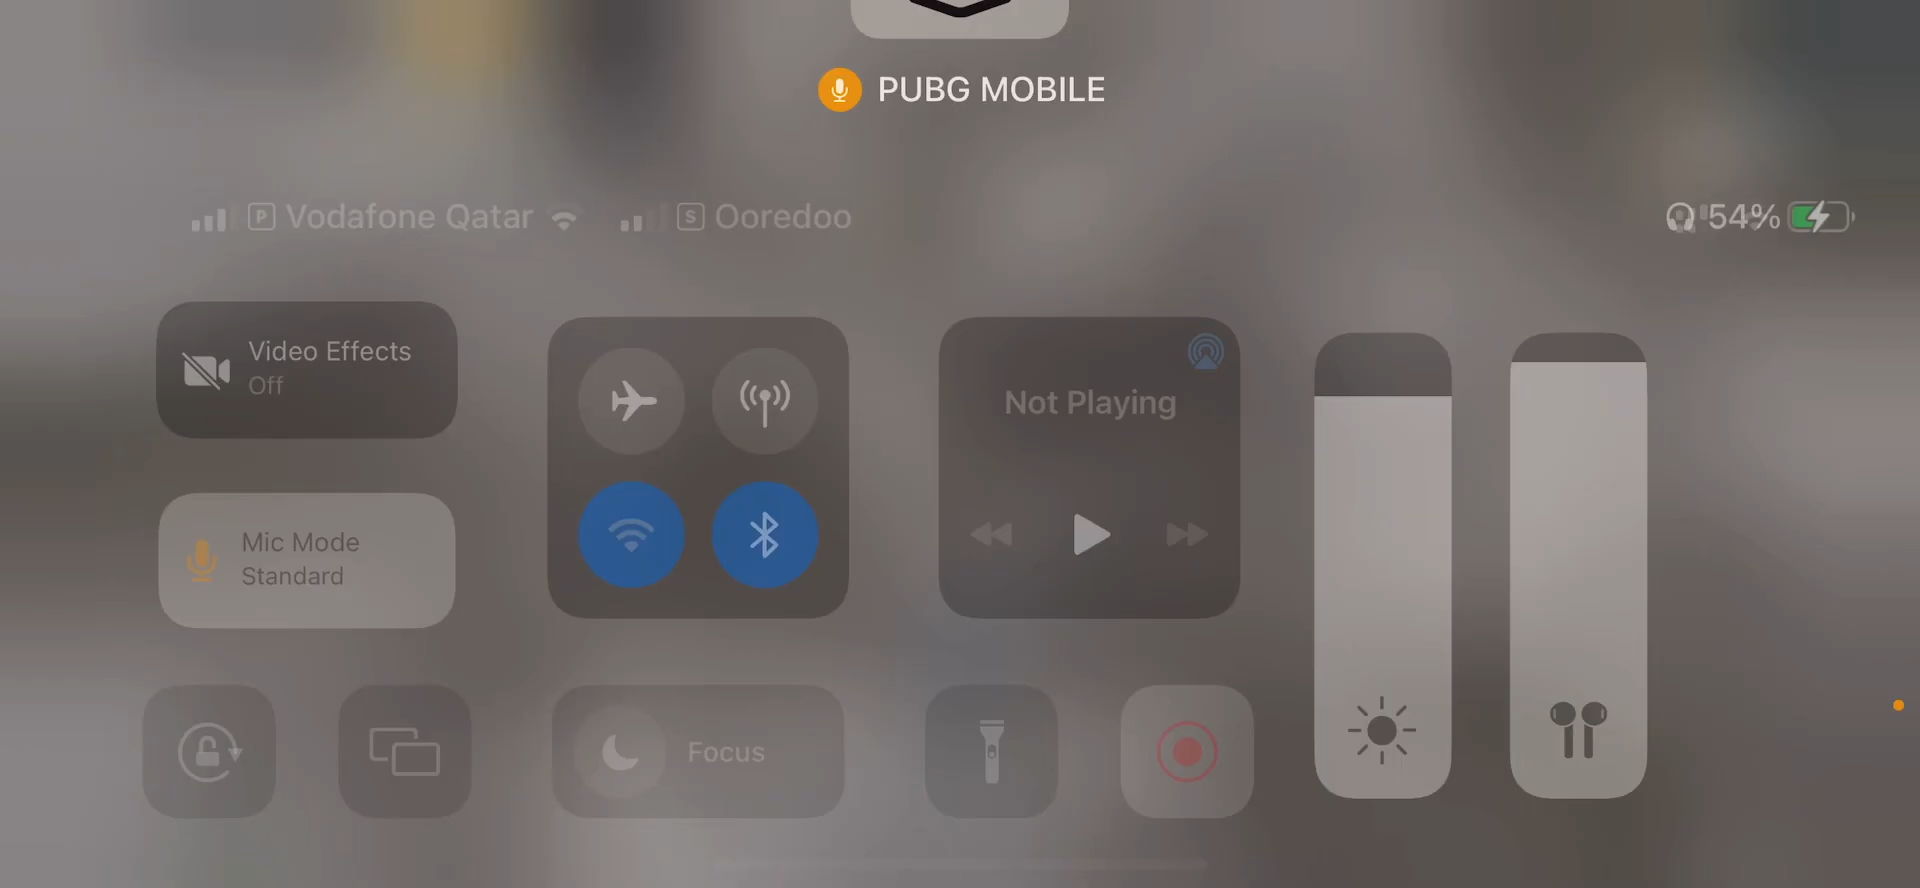 PUBG MOBILE
P Vodafone Qatar S Ooredoo 54%
Video Effects
Off
Not Playing
Mic Mode
Standard
Focus